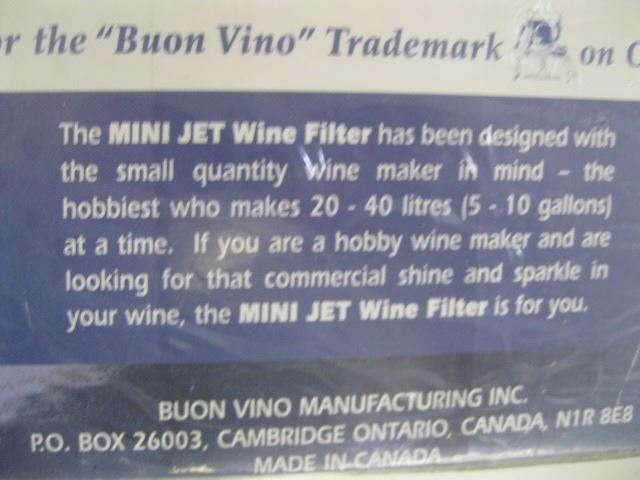 r the "Buon Vino" Trademark on
The MINI JET Wine Filter has been designed with
the small quantity wine maker in mind - the
hobbiest who makes 20 - 40 litres (5 - 10 gallons)
at a time. If you are a hobby wine maker and are
looking for that commercial shine and sparkle in
your wine, the MINI JET Wine Filter is for you.
BUON VINO MANUFACTURING INC.
P.O. BOX 26003, CAMBRIDGE ONTARIO, CANADA, N1R 8E8
MADE IN CANADA